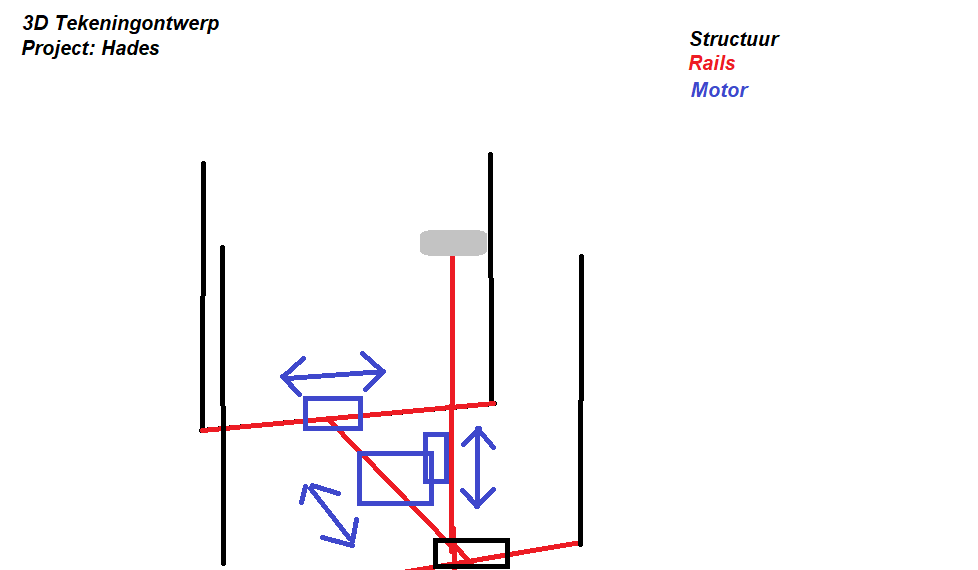 3D Tekeningontwerp
Project: Hades
Structuur
Rails
Motor